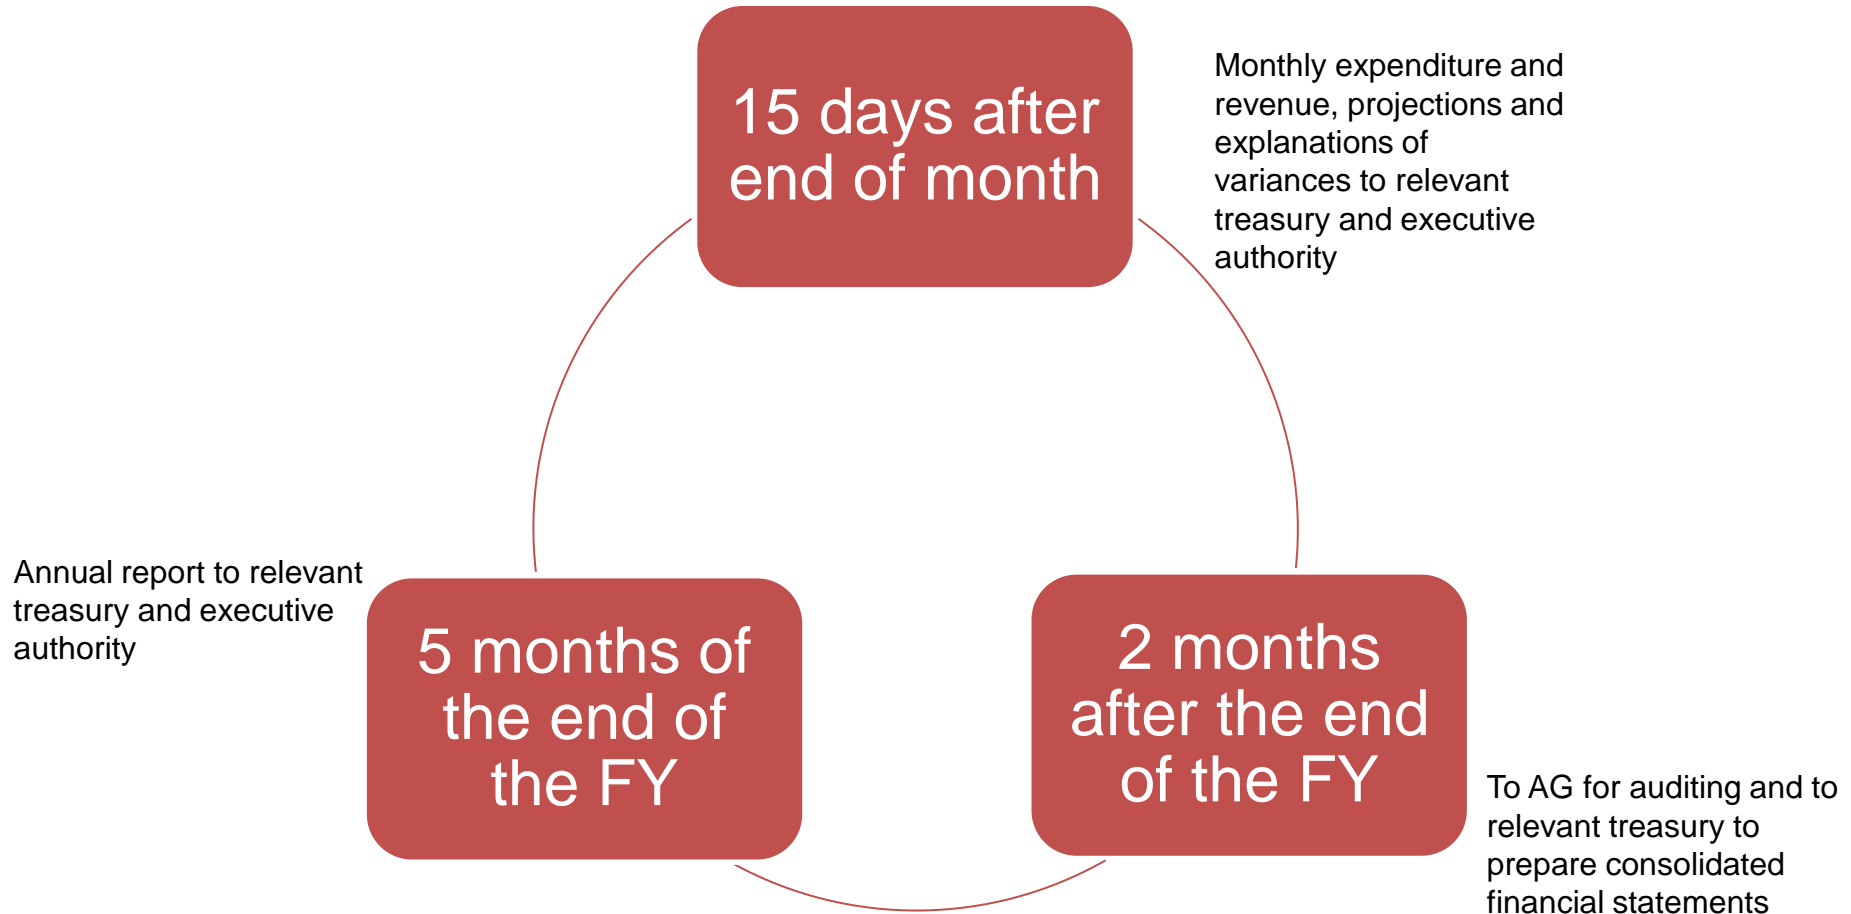 15 days after
end of month
Monthly expenditure and
revenue, projections and
explanations of
variances to relevant
treasury and executive
authority
2 months
after the end
of the FY
To AG for auditing and to
relevant treasury to
prepare consolidated
financial statements
5 months of
the end of
the FY
Annual report to relevant
treasury and executive
authority